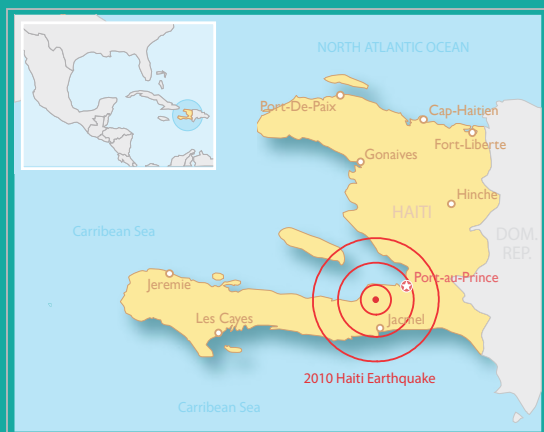 NORTH ATLANTIC OCEAN
Port-De-Paix
Cap-Haitien
Fort-Liberte
Gonaives
Hinche
HAITI
Carribean Sea
DOM.
REP.
Port-au-Prince
Jeremie
Les Cayes
Jacmel
2010 Haiti Earthquake
Carribean Sea